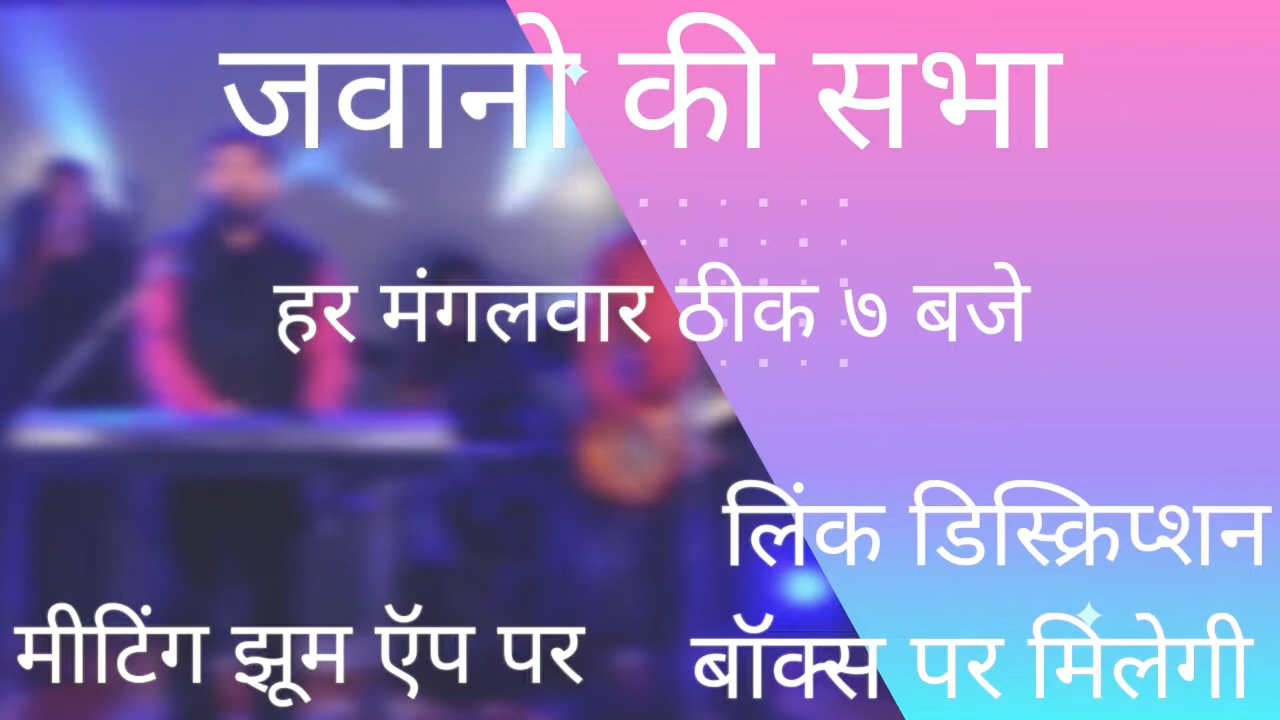 जवानी की सभा
हर मंगलवार ठीक ७ बजे
लिंक डिस्क्रिप्शन
बॉक्स पर मिलेगी
मीटिंग झूम ऍप पर